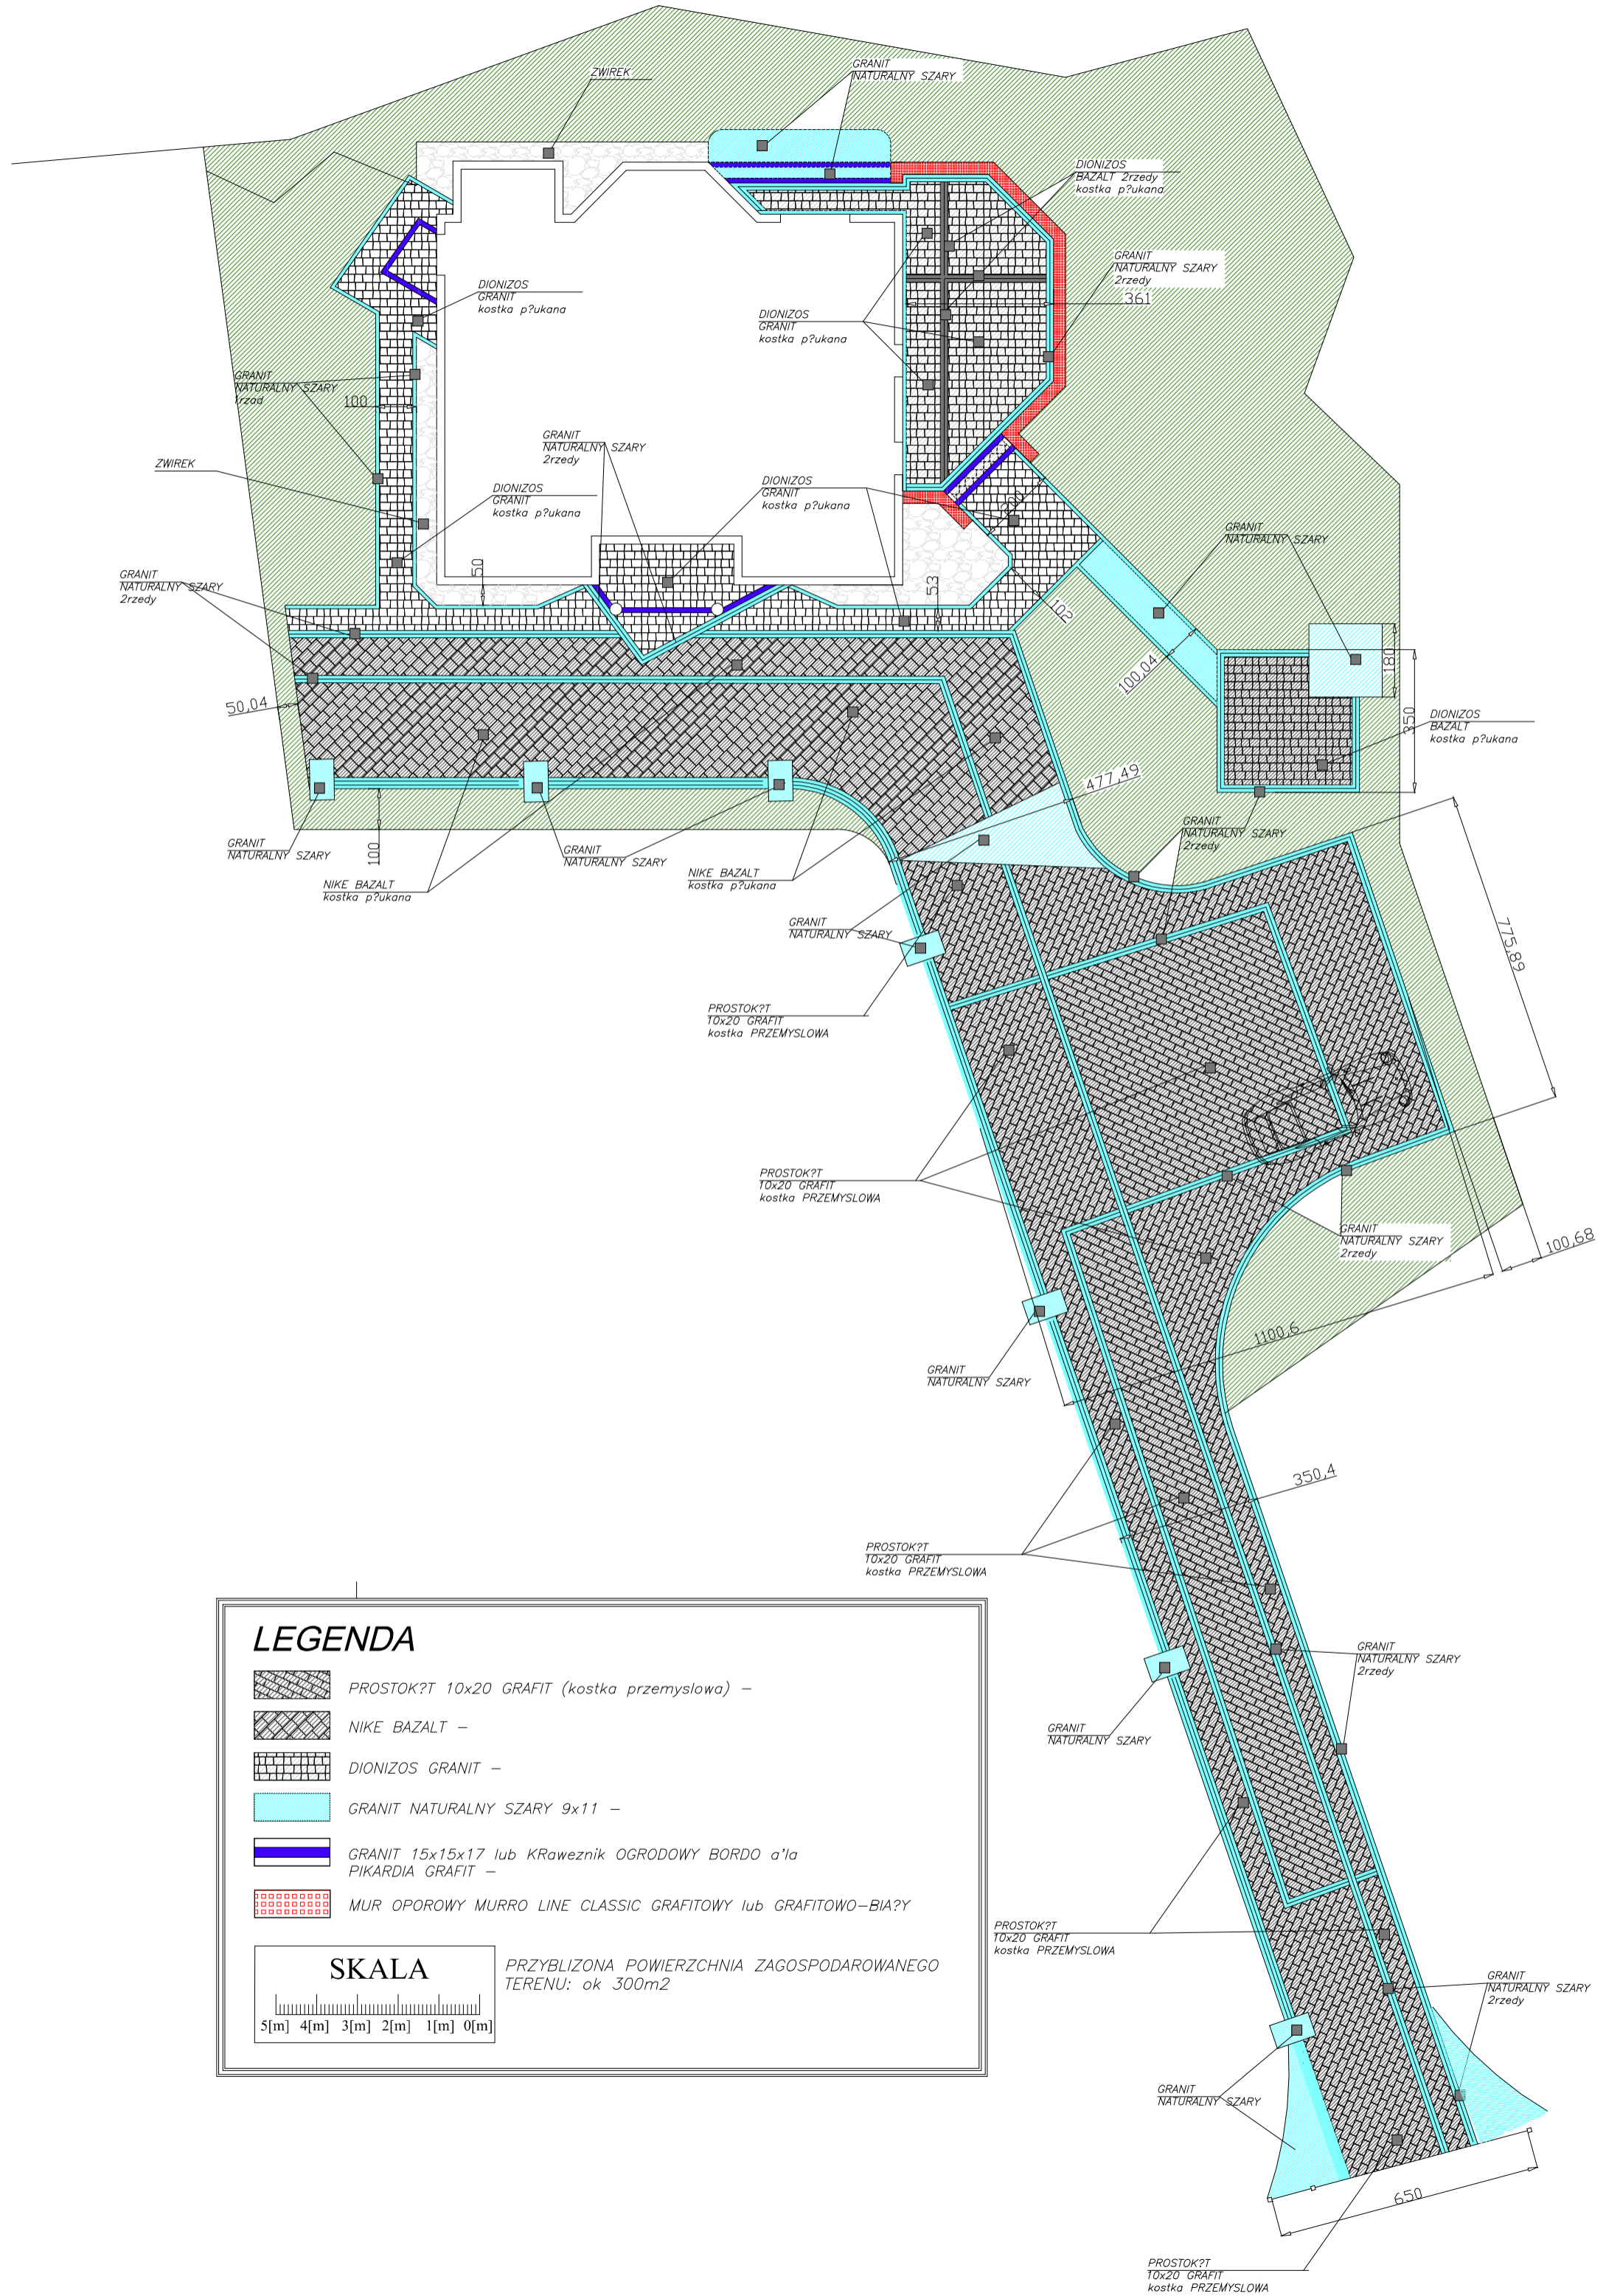 ZWIREK
GRANIT
NATURALNY SZARY
DIONIZOS
BAZALT 2rzedy
kostka p?ukana
GRANIT
NATURALNY SZARY
2rzedy
361
DIONIZOS
GRANIT
kostka p?ukana
DIONIZOS
GRANIT
kostka p?ukana
GRANIT
NATURALNY SZARY
1rzad
100
GRANIT
NATURALNY SZARY
2rzedy
ZWIREK
DIONIZOS
GRANIT
kostka p?ukana
DIONIZOS
GRANIT
kostka p?ukana
200
GRANIT
NATURALNY SZARY
50
53
102
GRANIT
NATURALNY SZARY
2rzedy
180
100,04
350
50,04
DIONIZOS
BAZALT
kostka p?ukana
477,49
GRANIT
NATURALNY SZARY
2rzedy
GRANIT
NATURALNY SZARY
100
GRANIT
NATURALNY SZARY
NIKE BAZALT
kostka p?ukana
NIKE BAZALT
kostka p?ukana
GRANIT
NATURALNY SZARY
775,89
PROSTOK?T
10x20 GRAFIT
kostka PRZEMYSLOWA
PROSTOK?T
10x20 GRAFIT
kostka PRZEMYSLOWA
GRANIT
NATURALNY SZARY
2rzedy
100,68
1100,6
GRANIT
NATURALNY SZARY
350,4
PROSTOK?T
10x20 GRAFIT
kostka PRZEMYSLOWA
GRANIT
NATURALNY SZARY
2rzedy
GRANIT
NATURALNY SZARY
PROSTOK?T
10x20 GRAFIT
kostka PRZEMYSLOWA
GRANIT
NATURALNY SZARY
2rzedy
GRANIT
NATURALNY SZARY
650
PROSTOK?T
10x20 GRAFIT
kostka PRZEMYSLOWA
LEGENDA
PROSTOK?T 10x20 GRAFIT (kostka przemyslowa) –
NIKE BAZALT –
DIONIZOS GRANIT –
GRANIT NATURALNY SZARY 9x11 –
GRANIT 15x15x17 lub KRaweznik OGRODOWY BORDO a'la
PIKARDIA GRAFIT –
MUR OPOROWY MURRO LINE CLASSIC GRAFITOWY lub GRAFITOWO–BIA?Y
SKALA
5[m] 4[m] 3[m] 2[m] 1[m] 0[m]
PRZYBLIZONA POWIERZCHNIA ZAGOSPODAROWANEGO
TERENU: ok 300m2